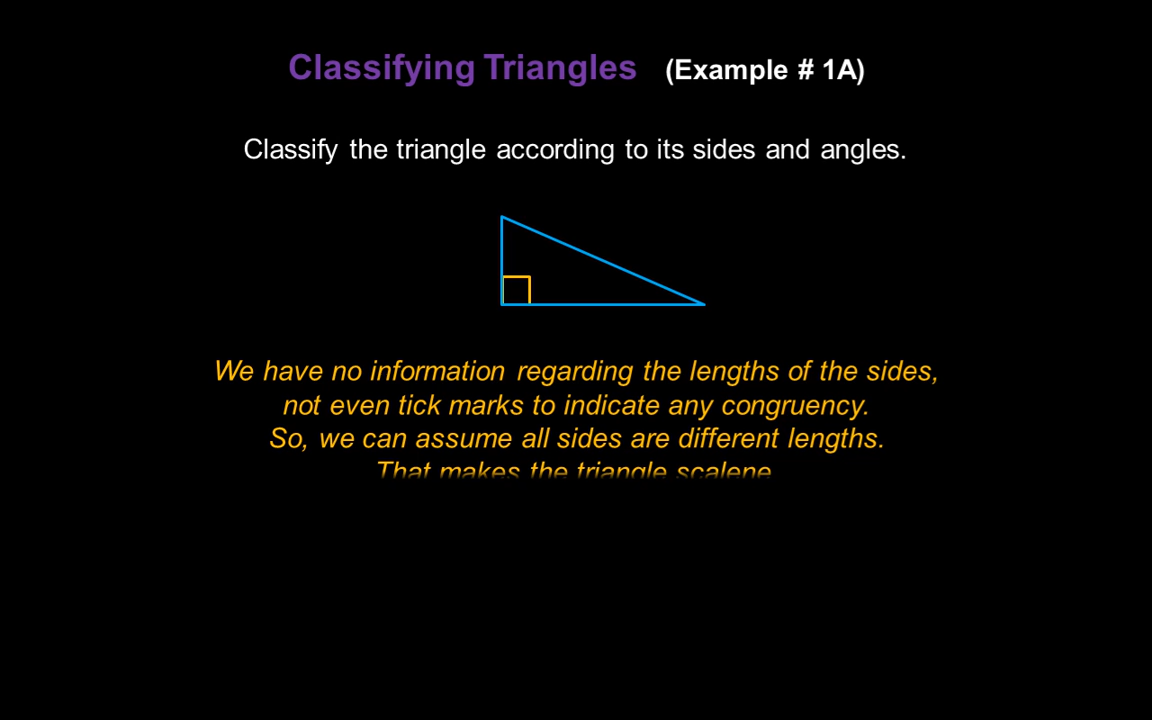 Classifying Triangles (Example # 1A)
Classify the triangle according to its sides and angles.
We have no information regarding the lengths of the sides,
not even tick marks to indicate any congruency.
So, we can assume all sides are different lengths.
That makes the triangle scalene